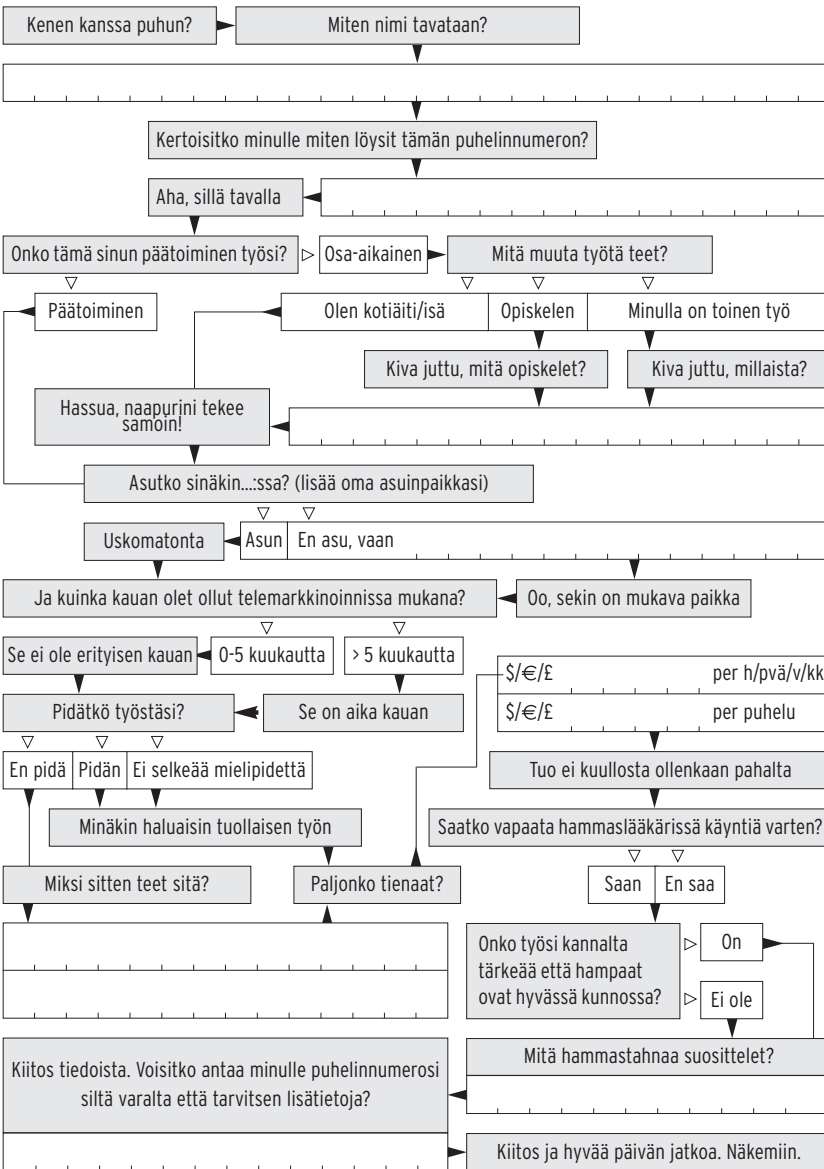 Kenen kanssa puhun?
Miten nimi tavataan?
Kertoisitko minulle miten löysit tämän puhelinnumeron?
Aha, sillä tavalla
Onko tämä sinun päätoiminen työsi?
Osa-aikainen
Mitä muuta työtä teet?
Päätoiminen
Olen kotiäiti/isä
Opiskelen
Minulla on toinen työ
Kiva juttu, mitä opiskelet?
Kiva juttu, millaista?
Hassua, naapurini tekee
samoin!
Asutko sinäkin...:ssa? (lisää oma asuinpaikkasi)
Uskomatonta
Asun
En asu, vaan
Ja kuinka kauan olet ollut telemarkkinoinnissa mukana?
Oo, sekin on mukava paikka
Se ei ole erityisen kauan
0-5 kuukautta
> 5 kuukautta
$/€/£ per h/pvä/v/kk
Pidätkö työstäsi?
Se on aika kauan
$/€/£ per puhelu
En pidä
Pidän
Ei selkeää mielipidettä
Tuo ei kuullosta ollenkaan pahalta
Minäkin haluaisin tuollaisen työn
Saatko vapaata hammaslääkärissä käyntiä varten?
Miksi sitten teet sitä?
Paljonko tienaat?
Saan
En saa
Onko työsi kannalta
tärkeää että hampaat
ovat hyvässä kunnossa?
On
Ei ole
Mitä hammastahnaa suosittelet?
Kiitos tiedoista. Voisitko antaa minulle puhelinnumerosi
siltä varalta että tarvitsen lisätietoja?
Kiitos ja hyvää päivän jatkoa. Näkemiin.